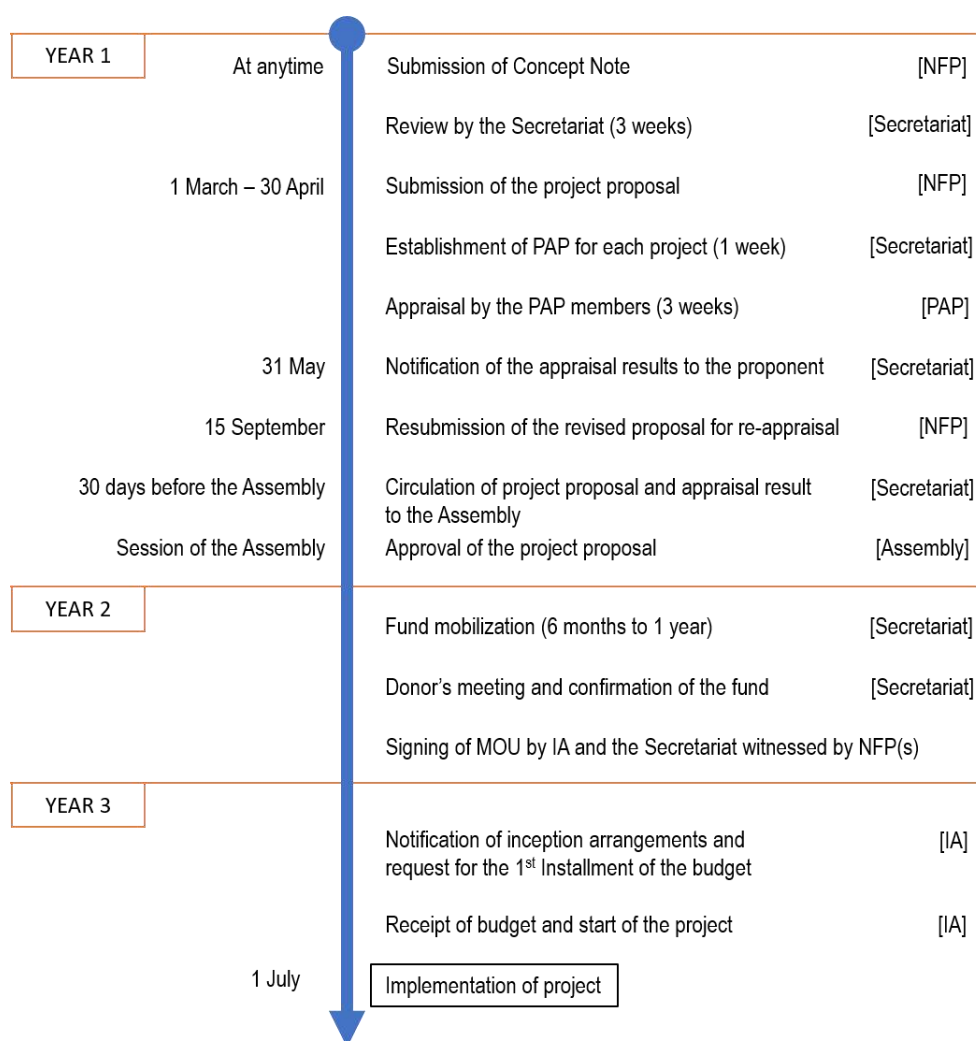 YEAR 1
At anytime Submission of Concept Note [NFP]
Review by the Secretariat (3 weeks) [Secretariat]
1 March – 30 April Submission of the project proposal [NFP]
Establishment of PAP for each project (1 week) [Secretariat]
Appraisal by the PAP members (3 weeks) [PAP]
31 May Notification of the appraisal results to the proponent [Secretariat]
15 September Resubmission of the revised proposal for re-appraisal [NFP]
30 days before the Assembly Circulation of project proposal and appraisal result [Secretariat]
to the Assembly
Session of the Assembly Approval of the project proposal [Assembly]
YEAR 2
Fund mobilization (6 months to 1 year) [Secretariat]
Donor’s meeting and confirmation of the fund [Secretariat]
Signing of MOU by IA and the Secretariat witnessed by NFP(s)
YEAR 3
Notification of inception arrangements and [IA]
request for the 1st Installment of the budget
Receipt of budget and start of the project [IA]
1 July Implementation of project